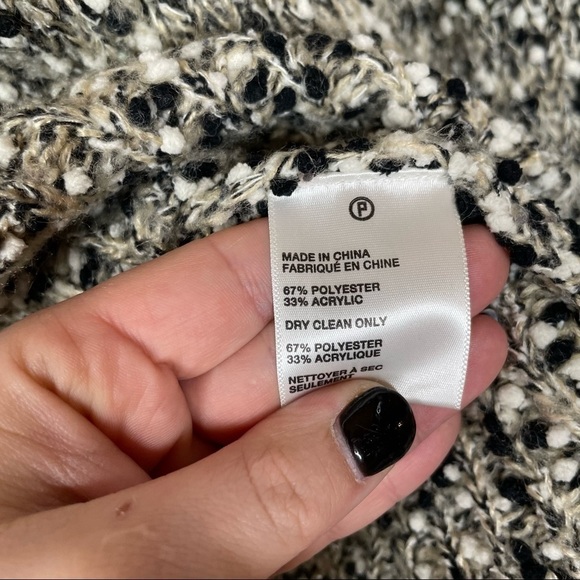 P
MADE IN CHINA
FABRIQUÉ EN CHINE
67% POLYESTER
33% ACRYLIC
DRY CLEAN ONLY
67% POLYESTER
33% ACRYLIQUE
NETTOYER À SEC
SEULEMENT